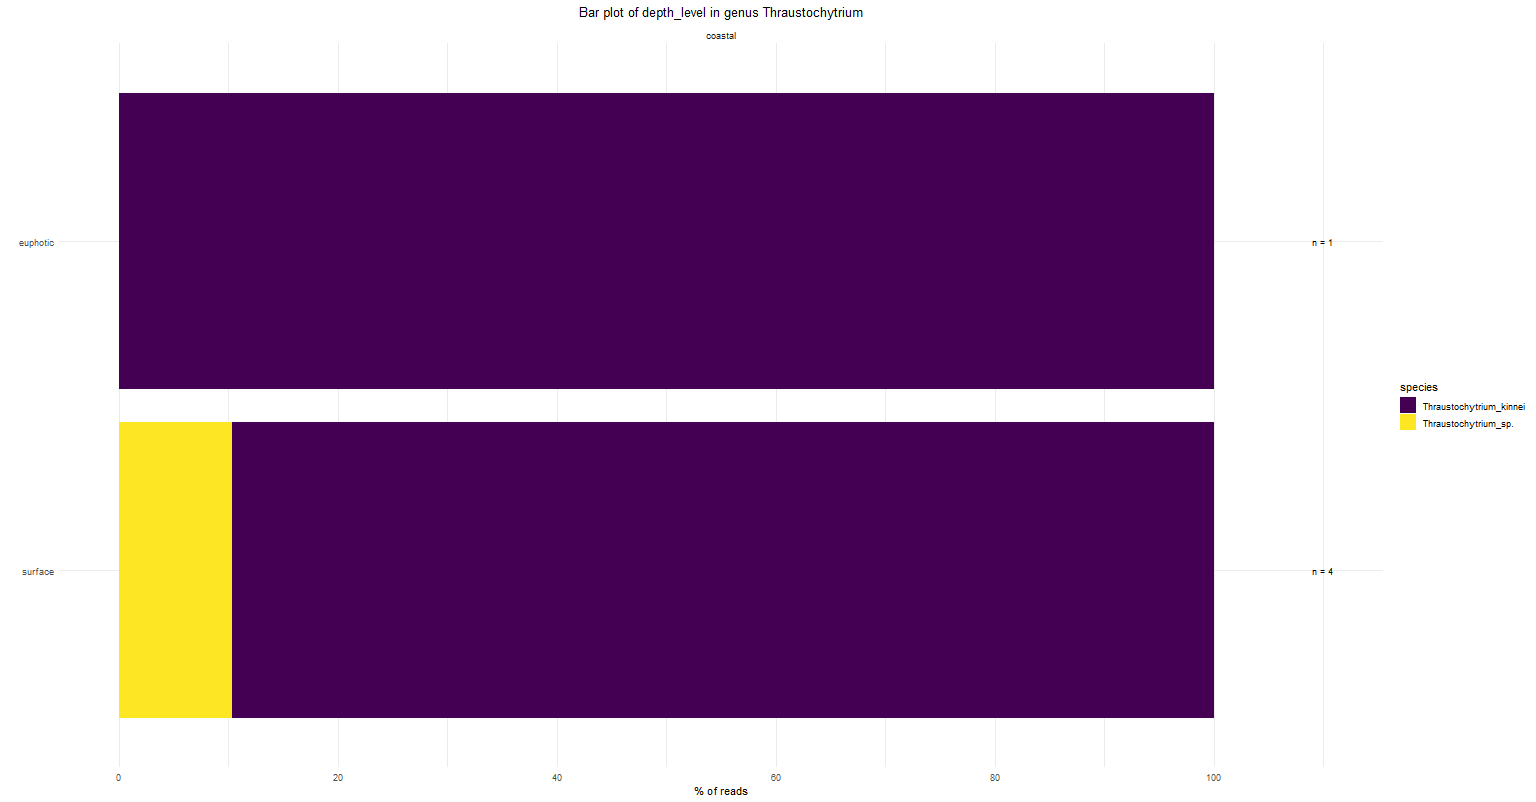 Bar plot of depth_level in genus Thraustochytrium
coastal
euphotic
n = 1
species
Thraustochytrium_kinnei
Thraustochytrium_sp.
surface
n = 4
0 20 40 60 80 100
% of reads